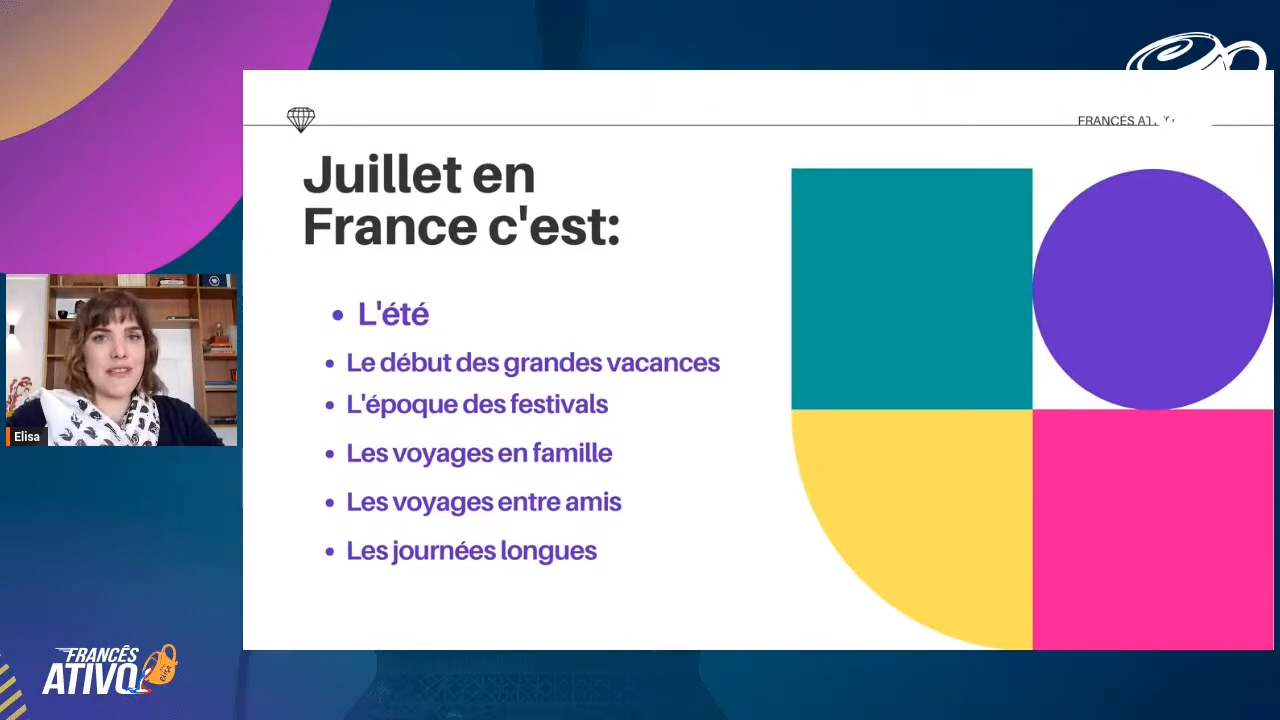 FRANCÊS
Juillet en
France c'est:
• L'été
• Le début des grandes vacances
• L'époque des festivals
• Les voyages en famille
• Les voyages entre amis
• Les journées longues
Elisa
FRANCÊS
ATIVO
elisa